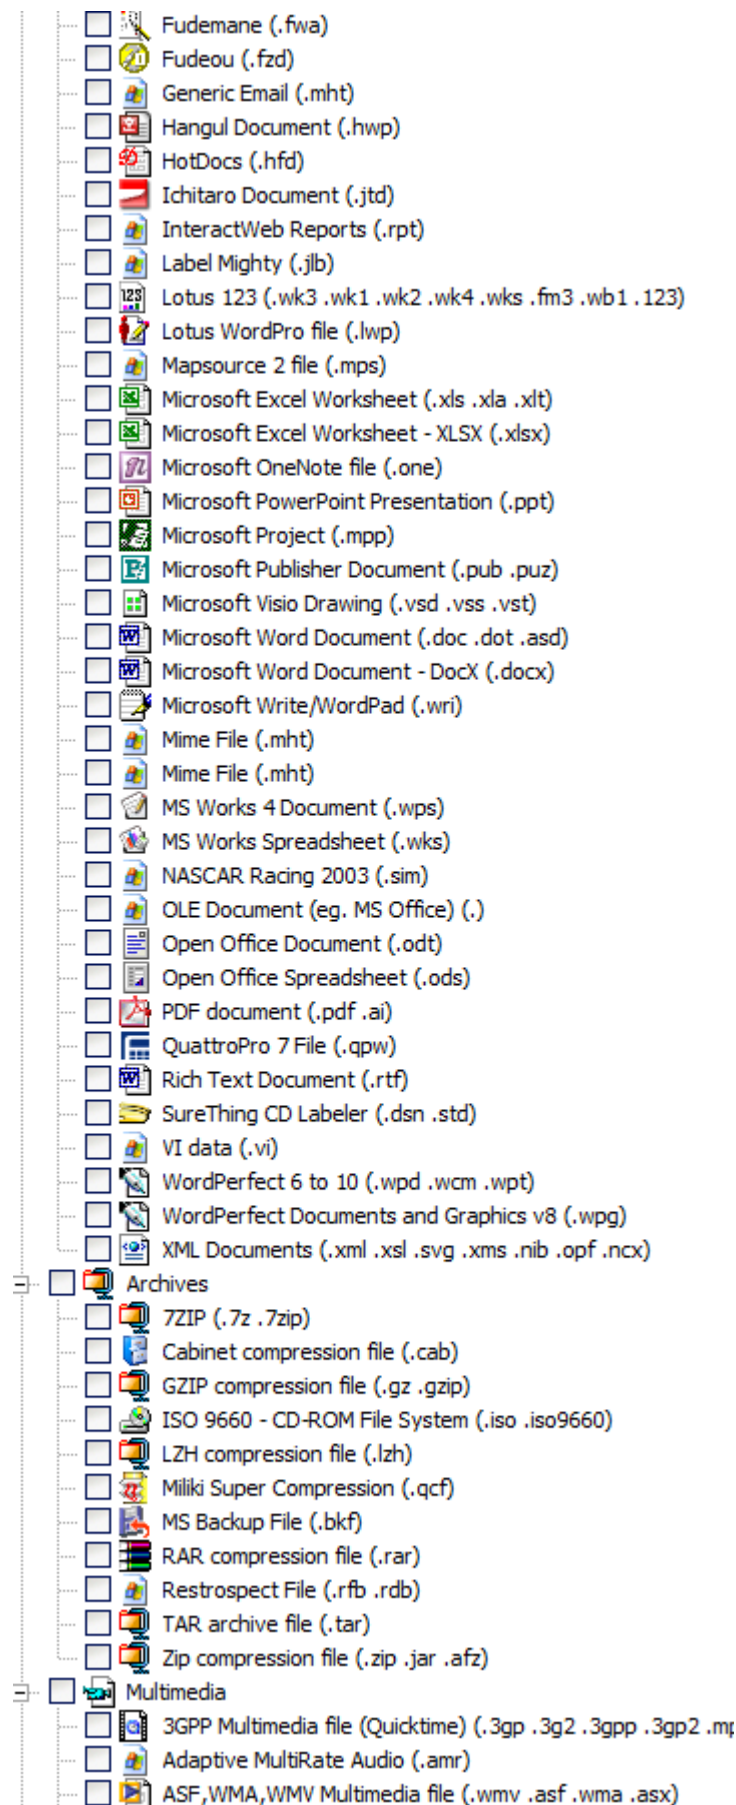 Fudemane (.fwa)
Fudeou (.fzd)
Generic Email (.mht)
Hangul Document (.hwp)
HotDocs (.hfd)
Ichitaro Document (.jtd)
InteractWeb Reports (.rpt)
Label Mighty (.jlb)
Lotus 123 (.wk3 .wk1 .wk2 .wk4 .wks .fm3 .wb1 .123)
Lotus WordPro file (.lwp)
Mapsource 2 file (.mps)
Microsoft Excel Worksheet (.xls .xla .xlt)
Microsoft Excel Worksheet - XLSX (.xlsx)
Microsoft OneNote file (.one)
Microsoft PowerPoint Presentation (.ppt)
Microsoft Project (.mpp)
Microsoft Publisher Document (.pub .puz)
Microsoft Visio Drawing (.vsd .vss .vst)
Microsoft Word Document (.doc .dot .asd)
Microsoft Word Document - DocX (.docx)
Microsoft Write/WordPad (.wri)
Mime File (.mht)
Mime File (.mht)
MS Works 4 Document (.wps)
MS Works Spreadsheet (.wks)
NASCAR Racing 2003 (.sim)
OLE Document (eg. MS Office) (.)
Open Office Document (.odt)
Open Office Spreadsheet (.ods)
PDF document (.pdf .ai)
QuattroPro 7 File (.qpw)
Rich Text Document (.rtf)
SureThing CD Labeler (.dsn .std)
VI data (.vi)
WordPerfect 6 to 10 (.wpd .wcm .wpt)
WordPerfect Documents and Graphics v8 (.wpg)
XML Documents (.xml .xsl .svg .xms .nib .opf .ncx)
Archives
7ZIP (.7z .7zip)
Cabinet compression file (.cab)
GZIP compression file (.gz .gzip)
ISO 9660 - CD-ROM File System (.iso .iso9660)
LZH compression file (.lzh)
Miliki Super Compression (.qcf)
MS Backup File (.bkf)
RAR compression file (.rar)
Restrospect File (.rfb .rdb)
TAR archive file (.tar)
Zip compression file (.zip .jar .afz)
Multimedia
3GPP Multimedia file (Quicktime) (.3gp .3g2 .3gpp .3gp2 .mp
Adaptive MultiRate Audio (.amr)
ASF,WMA,WMV Multimedia file (.wmv .asf .wma .asx)